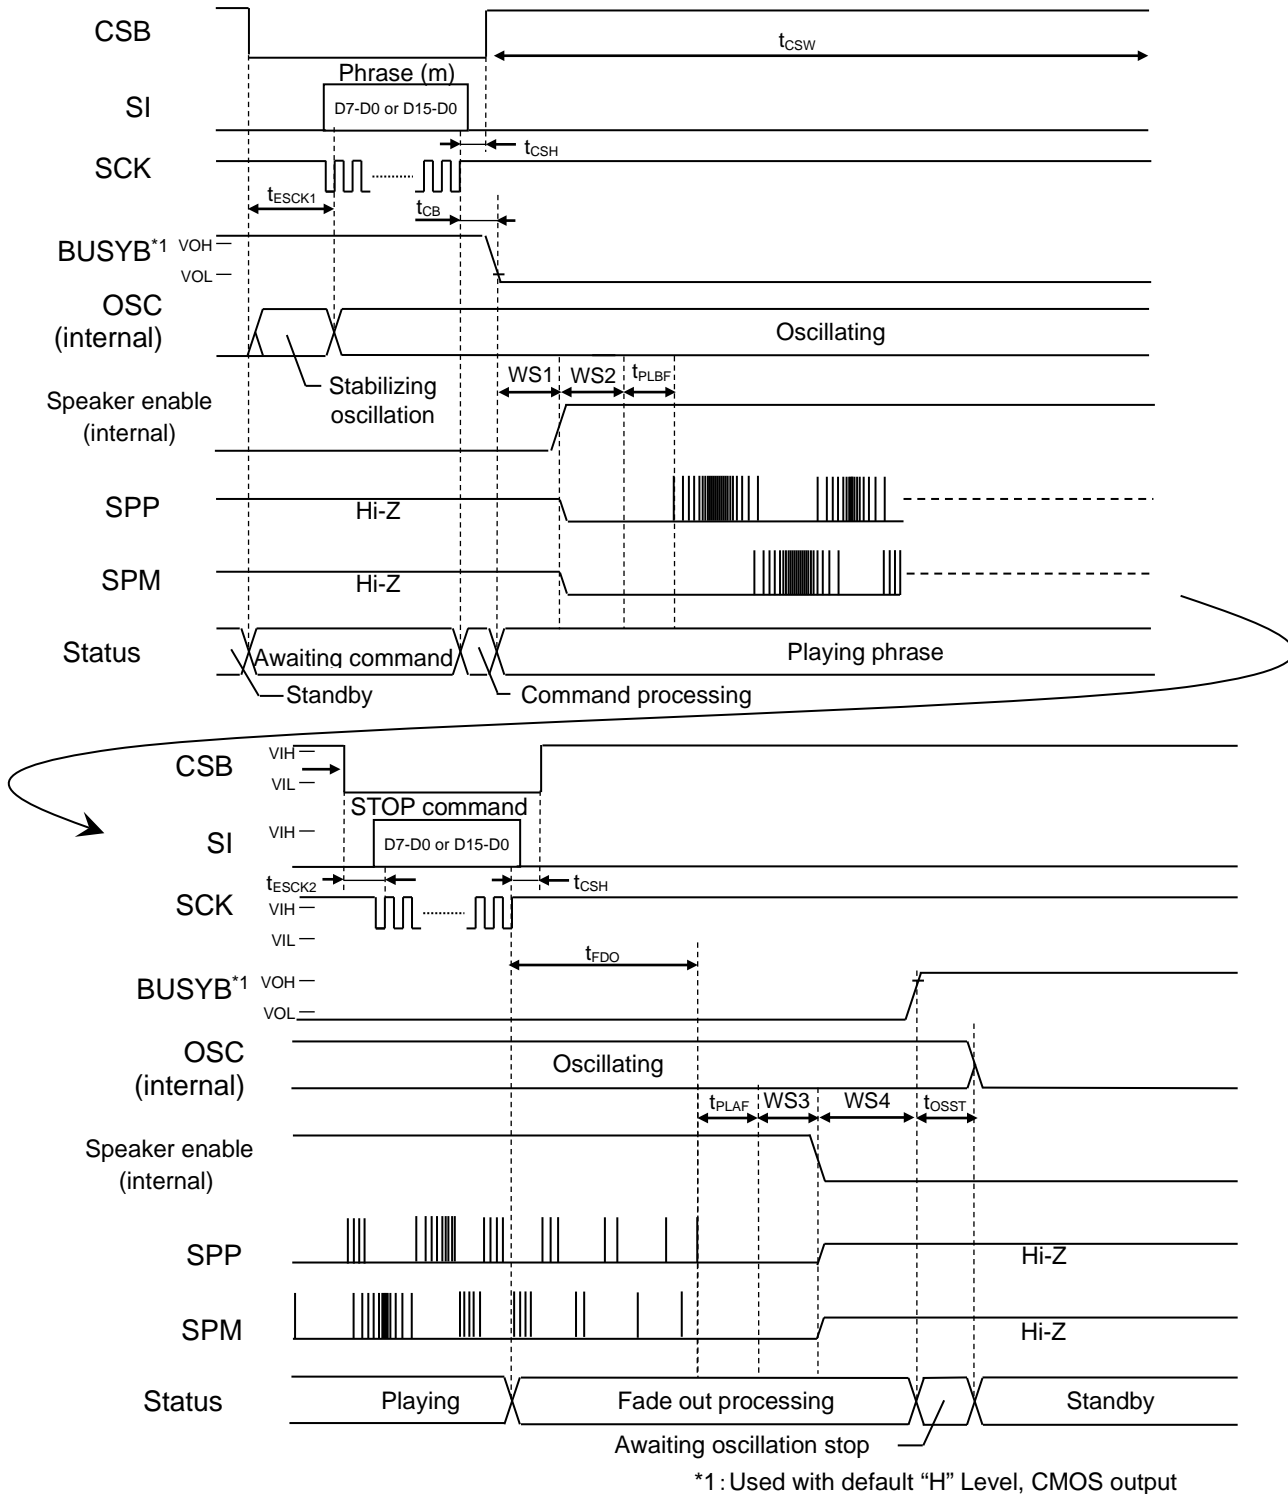 CSB
tCSW
Phrase (m)
SI
D7-D0 or D15-D0
tCSH
SCK
tESCK1
tCB
BUSYB*1
VOH
VOL
OSC
(internal)
Oscillating
Stabilizing
oscillation
WS1
WS2
tPLBF
Speaker enable
(internal)
SPP
Hi-Z
SPM
Hi-Z
Status
Awaiting command
Playing phrase
Standby
Command processing
CSB
VIH
VIL
STOP command
SI
VIH
D7-D0 or D15-D0
tESCK2
tCSH
SCK
VIH
VIL
tFDO
BUSYB*1
VOH
VOL
OSC
(internal)
Oscillating
tPLAF
WS3
WS4
tOSST
Speaker enable
(internal)
SPP
Hi-Z
SPM
Hi-Z
Status
Playing
Fade out processing
Standby
Awaiting oscillation stop
*1: Used with default “H” Level, CMOS output